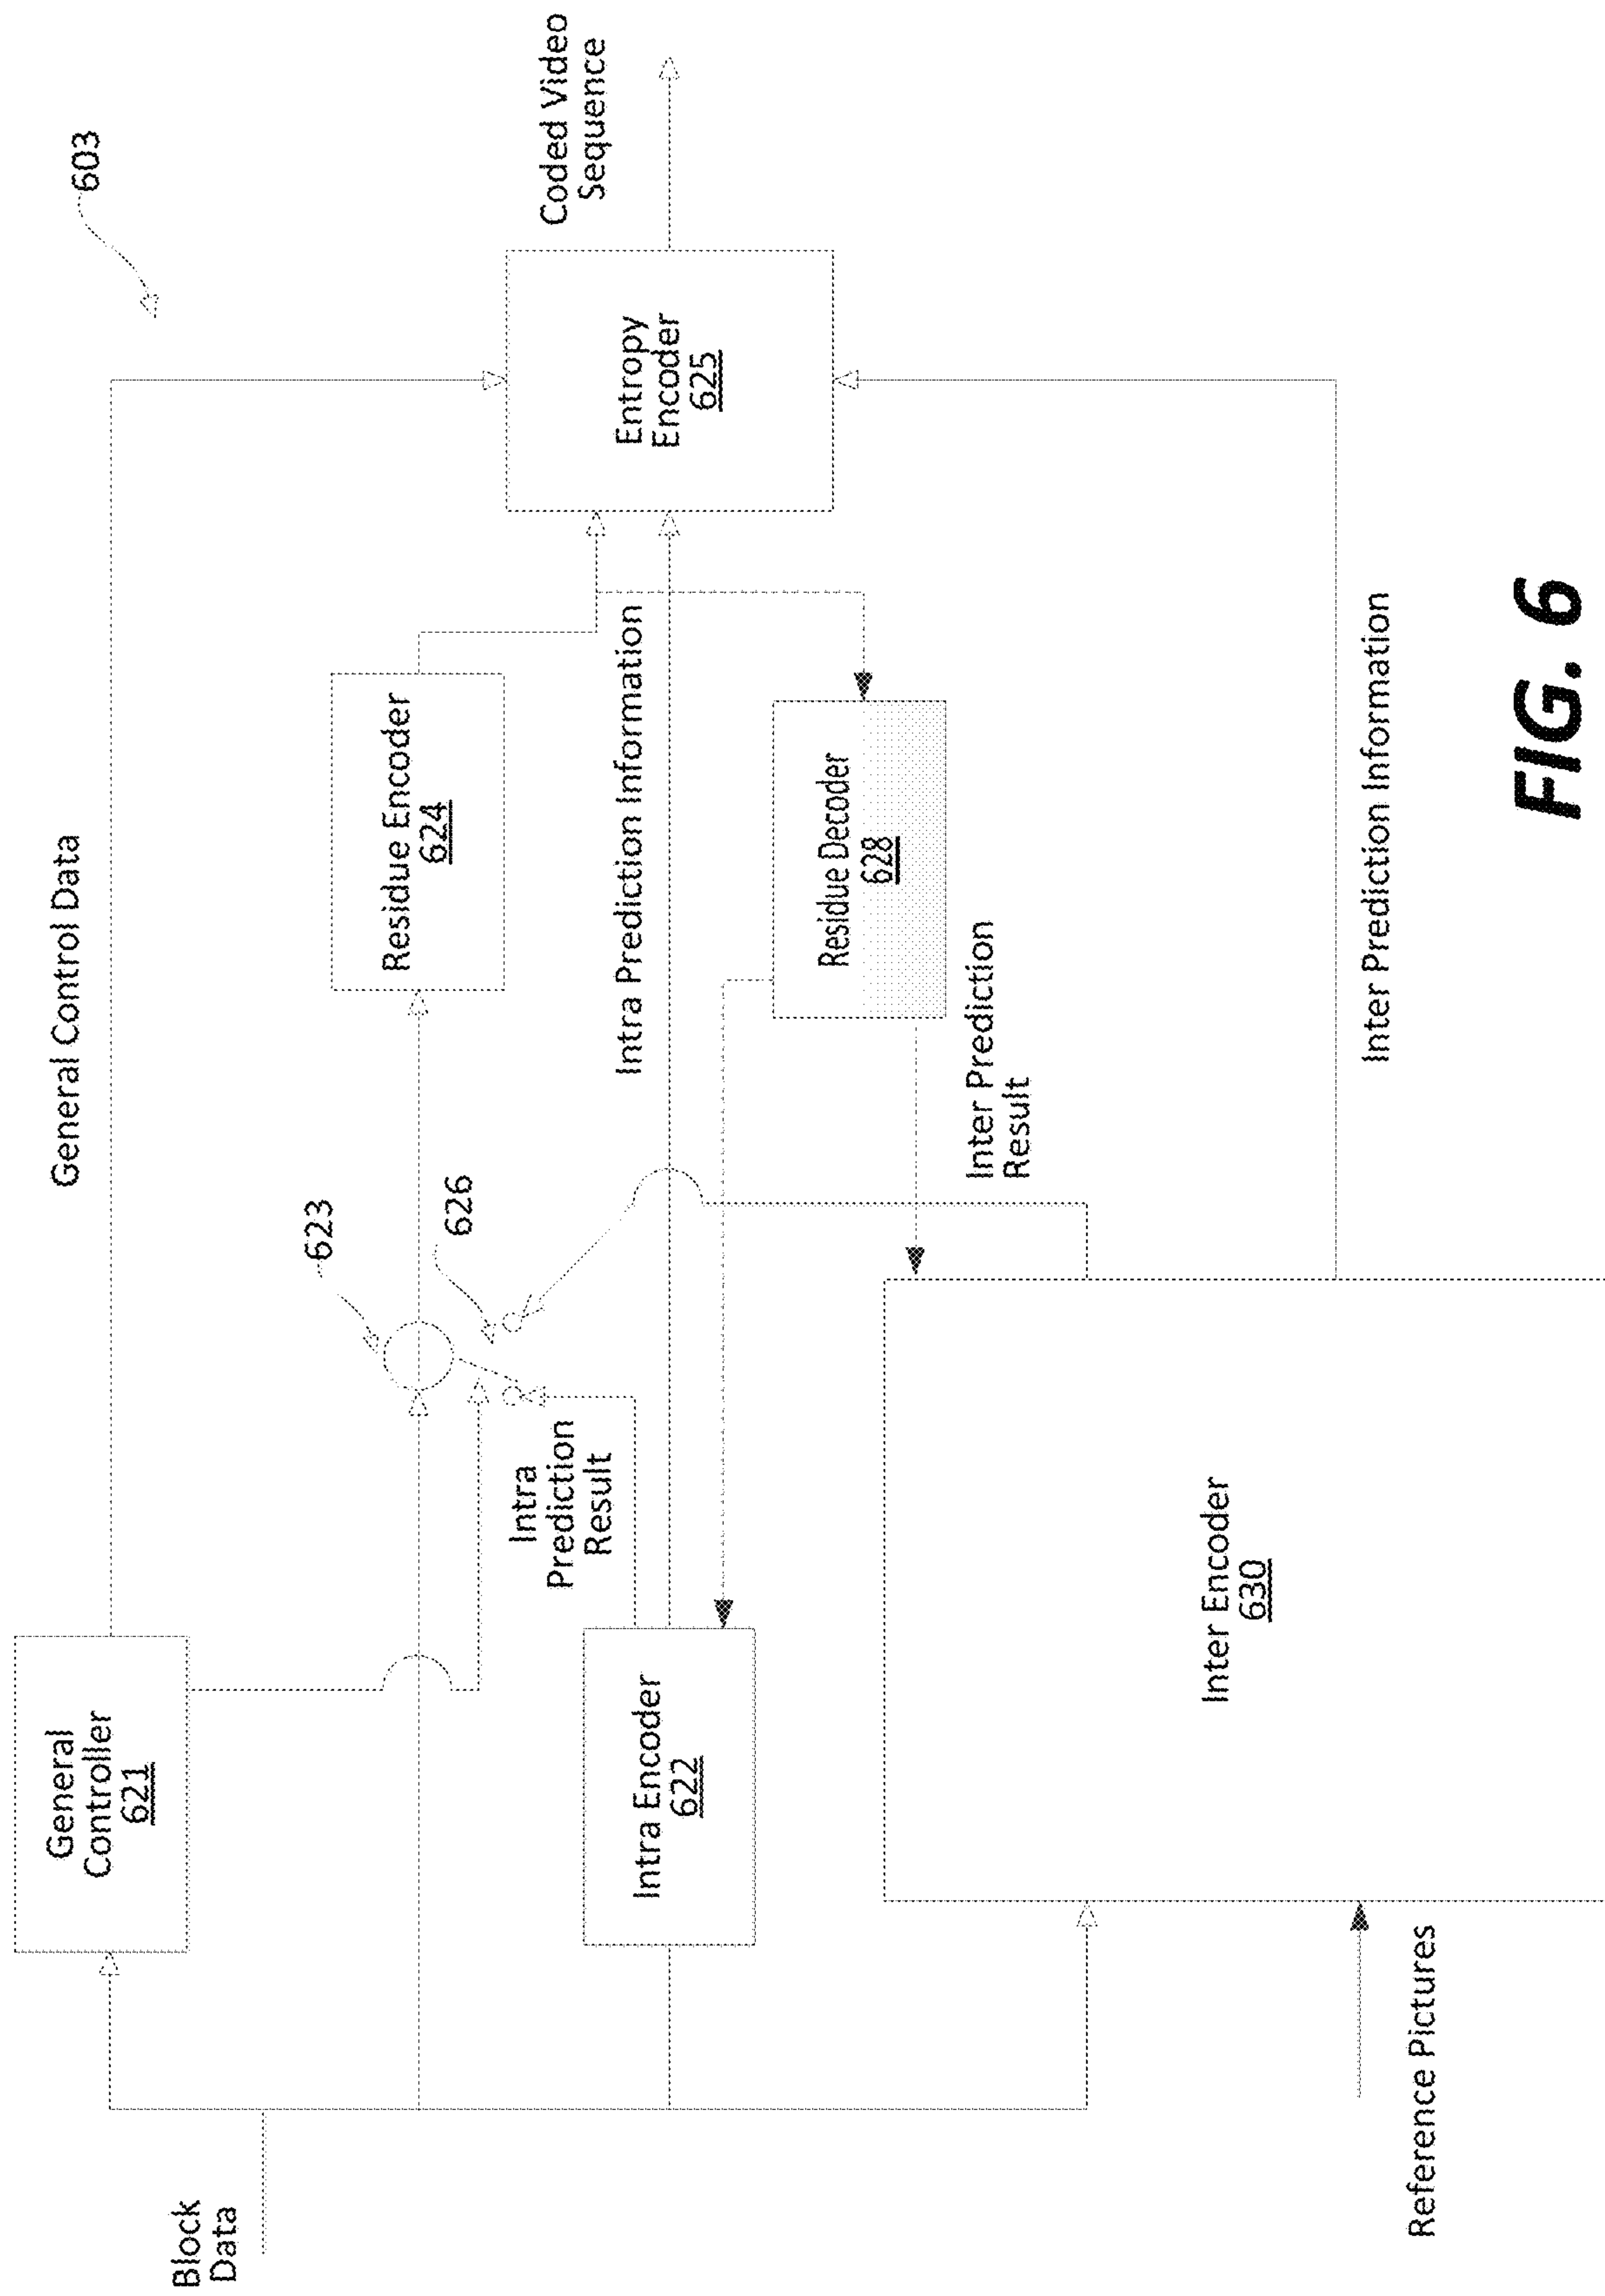 603
General Control Data
Block
Data
General
Controller
621
623
626
Residue Encoder
624
Coded Video
Sequence
Entropy
Encoder
625
Intra
Prediction
Result
Intra Prediction Information
Intra Encoder
622
Residue Decoder
628
Inter Prediction
Result
Inter Encoder
630
Inter Prediction Information
Reference Pictures
FIG. 6